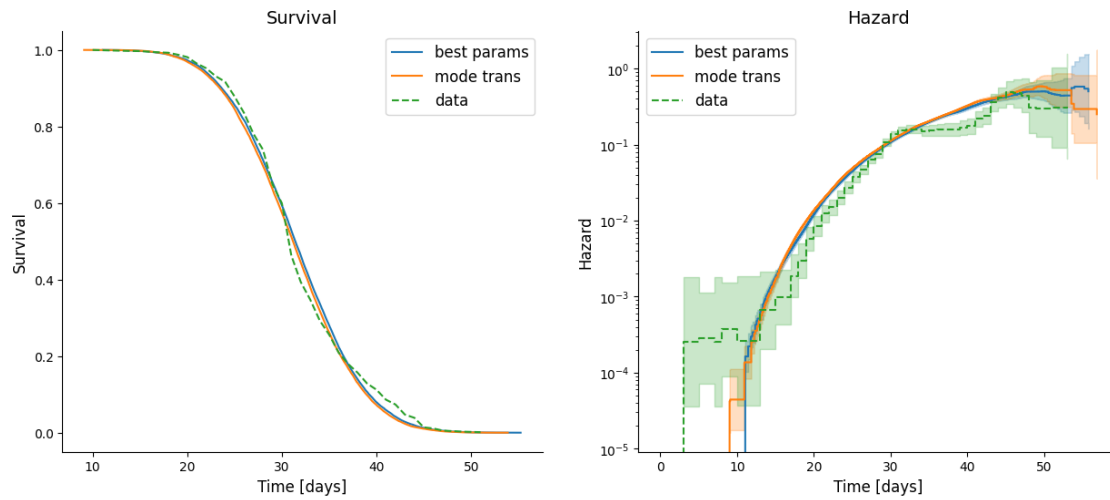 Survival
best params
mode trans
data
Survival
1.0
0.8
0.6
0.4
0.2
0.0
10
20
30
40
50
Time [days]
Hazard
best params
mode trans
data
Hazard
10⁰
10⁻¹
10⁻²
10⁻³
10⁻⁴
10⁻⁵
0
10
20
30
40
50
Time [days]